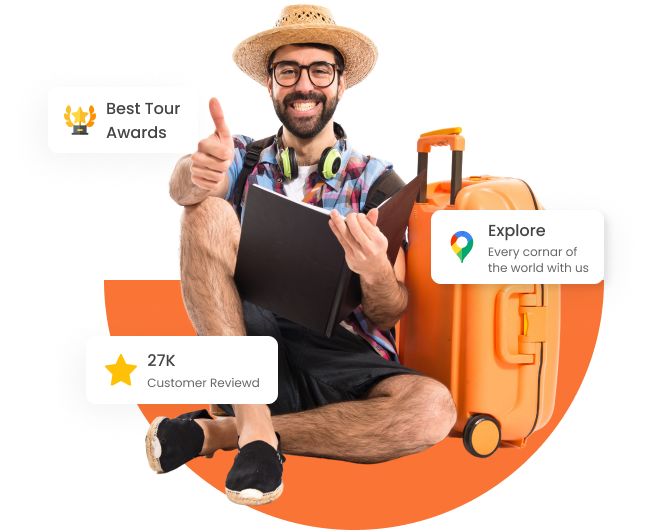 Best Tour
Awards
Explore
Every cornar of
the world with us
27K
Customer Reviewd